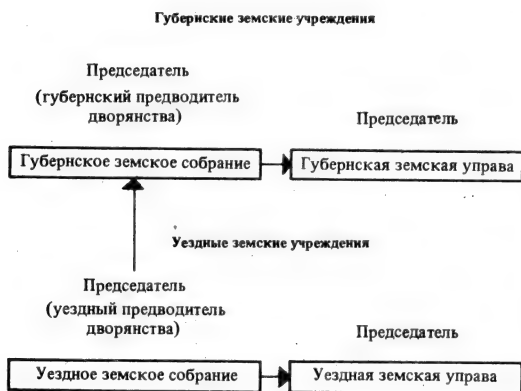 Губернские земские учреждения
Председатель
(губернский предводитель
дворянства)
Председатель
Губернское земское собрание
Губернская земская управа
Уездные земские учреждения
Председатель
(уездный предводитель
дворянства)
Председатель
Уездное земское собрание
Уездная земская управа